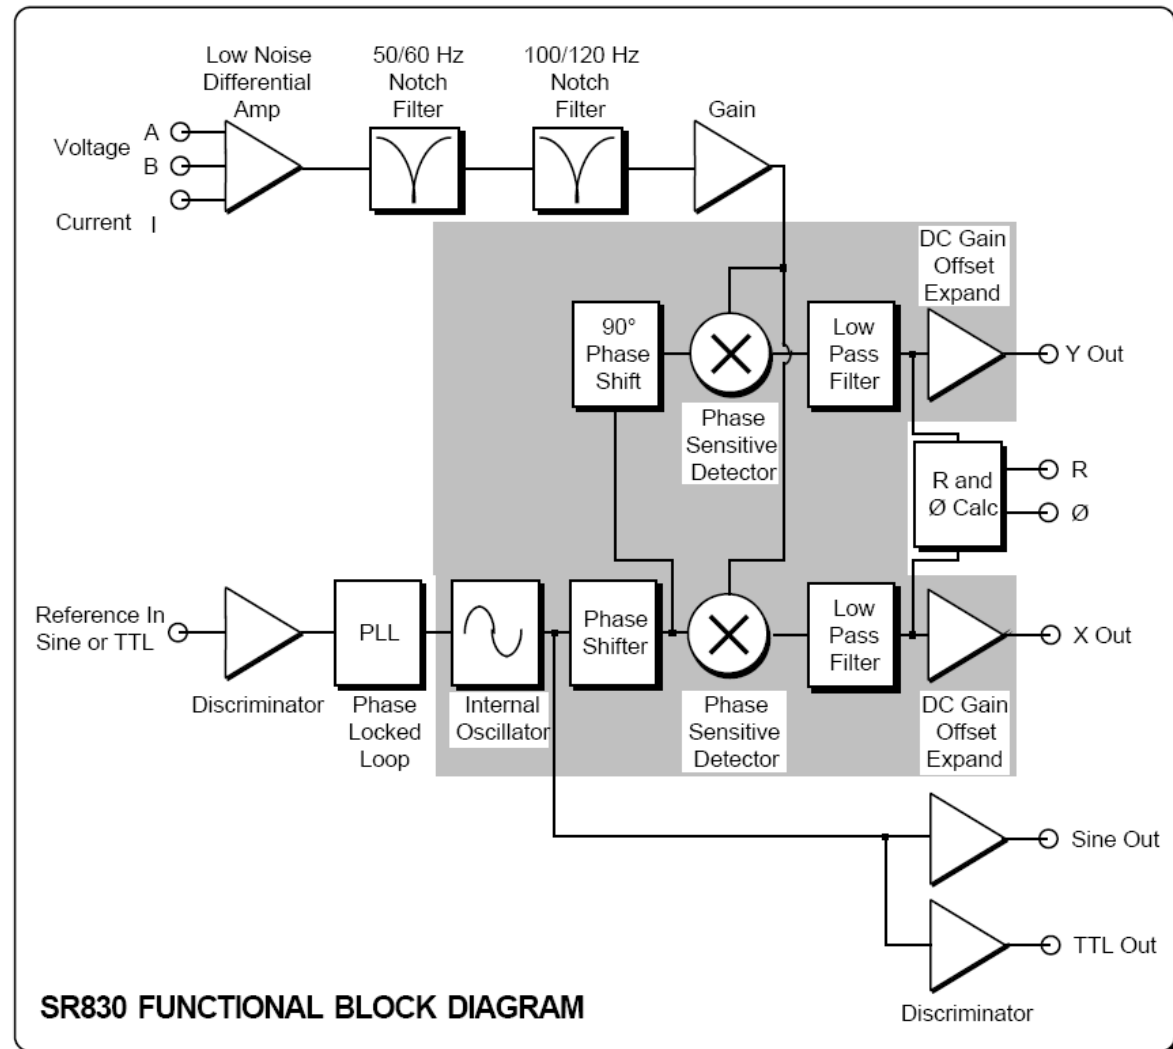 Low Noise
Differential
Amp
50/60 Hz
Notch
Filter
100/120 Hz
Notch
Filter
Gain
Voltage
A
B
Current
I
DC Gain
Offset
Expand
90°
Phase
Shift
Low
Pass
Filter
Y Out
Phase
Sensitive
Detector
R and
Ø Calc
R
Ø
Reference In
Sine or TTL
PLL
Phase
Shifter
Low
Pass
Filter
X Out
Discriminator
Phase
Locked
Loop
Internal
Oscillator
Phase
Sensitive
Detector
DC Gain
Offset
Expand
Sine Out
TTL Out
Discriminator
SR830 FUNCTIONAL BLOCK DIAGRAM